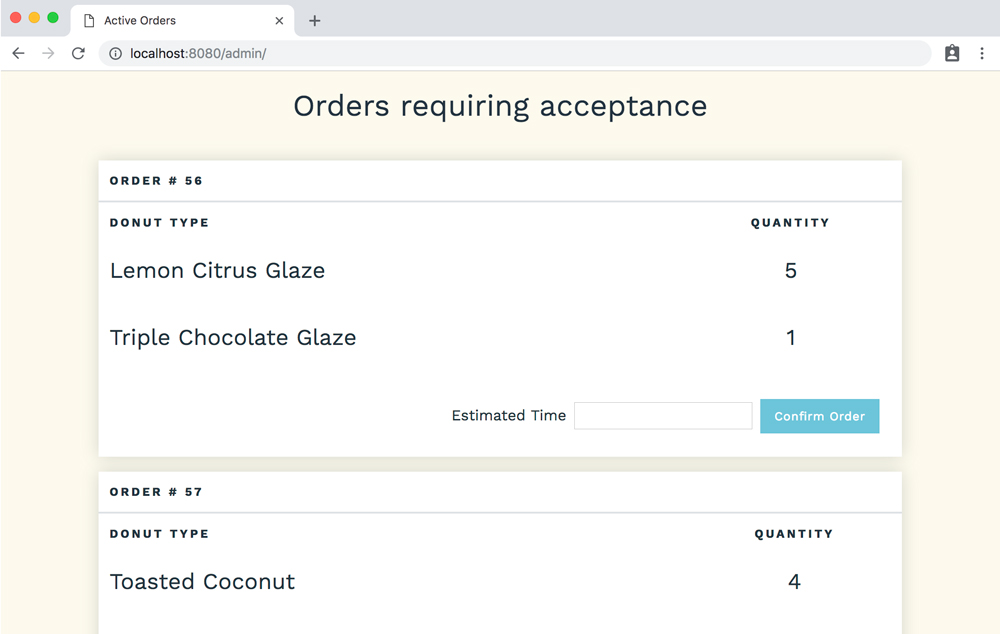 Active Orders
localhost:8080/admin/
Orders requiring acceptance
ORDER # 56
DONUT TYPE QUANTITY
Lemon Citrus Glaze 5
Triple Chocolate Glaze 1
Estimated Time Confirm Order
ORDER # 57
DONUT TYPE QUANTITY
Toasted Coconut 4